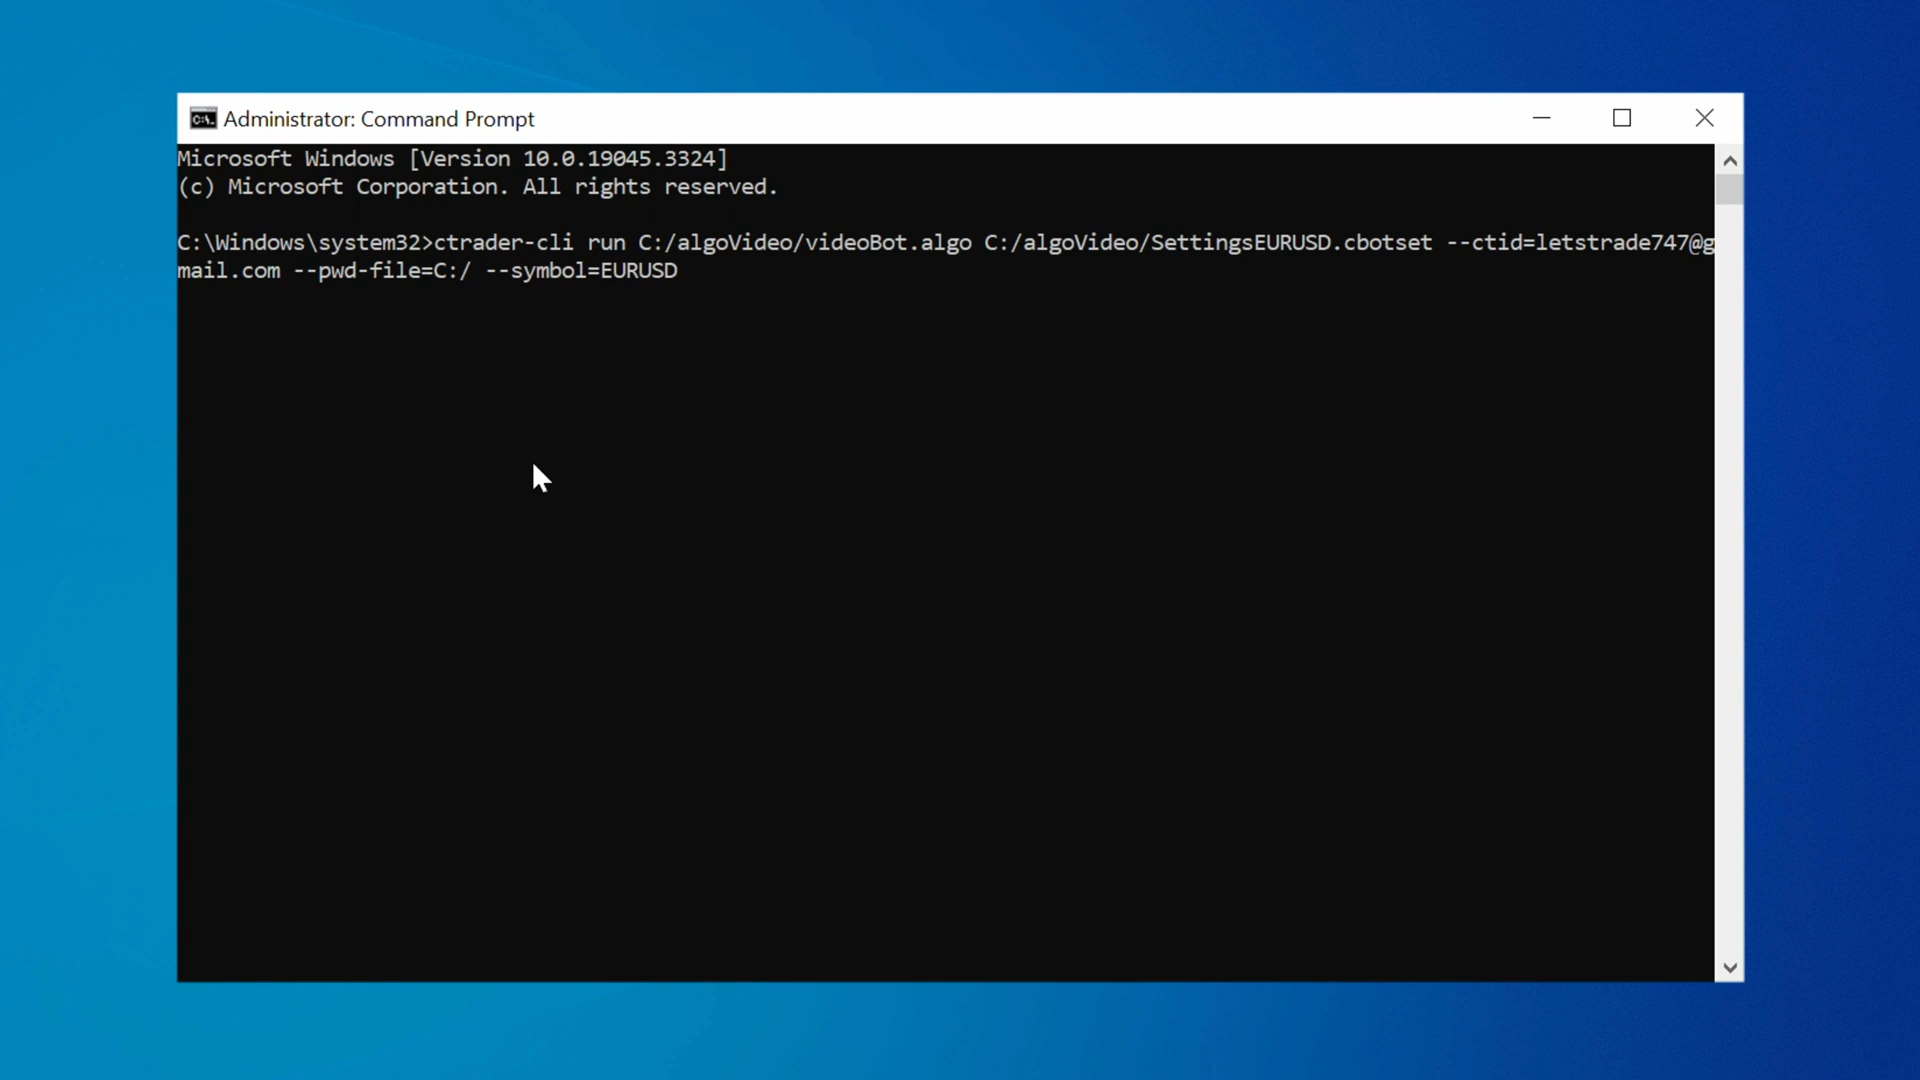 Administrator: Command Prompt
Microsoft Windows [Version 10.0.19045.3324]
(c) Microsoft Corporation. All rights reserved.
C:\Windows\system32>ctrader-cli run C:/algoVideo/videoBot.algo C:/algoVideo/SettingsEURUSD.cbotset --ctid=letstrade747@g
mail.com --pwd-file=C:/ --symbol=EURUSD